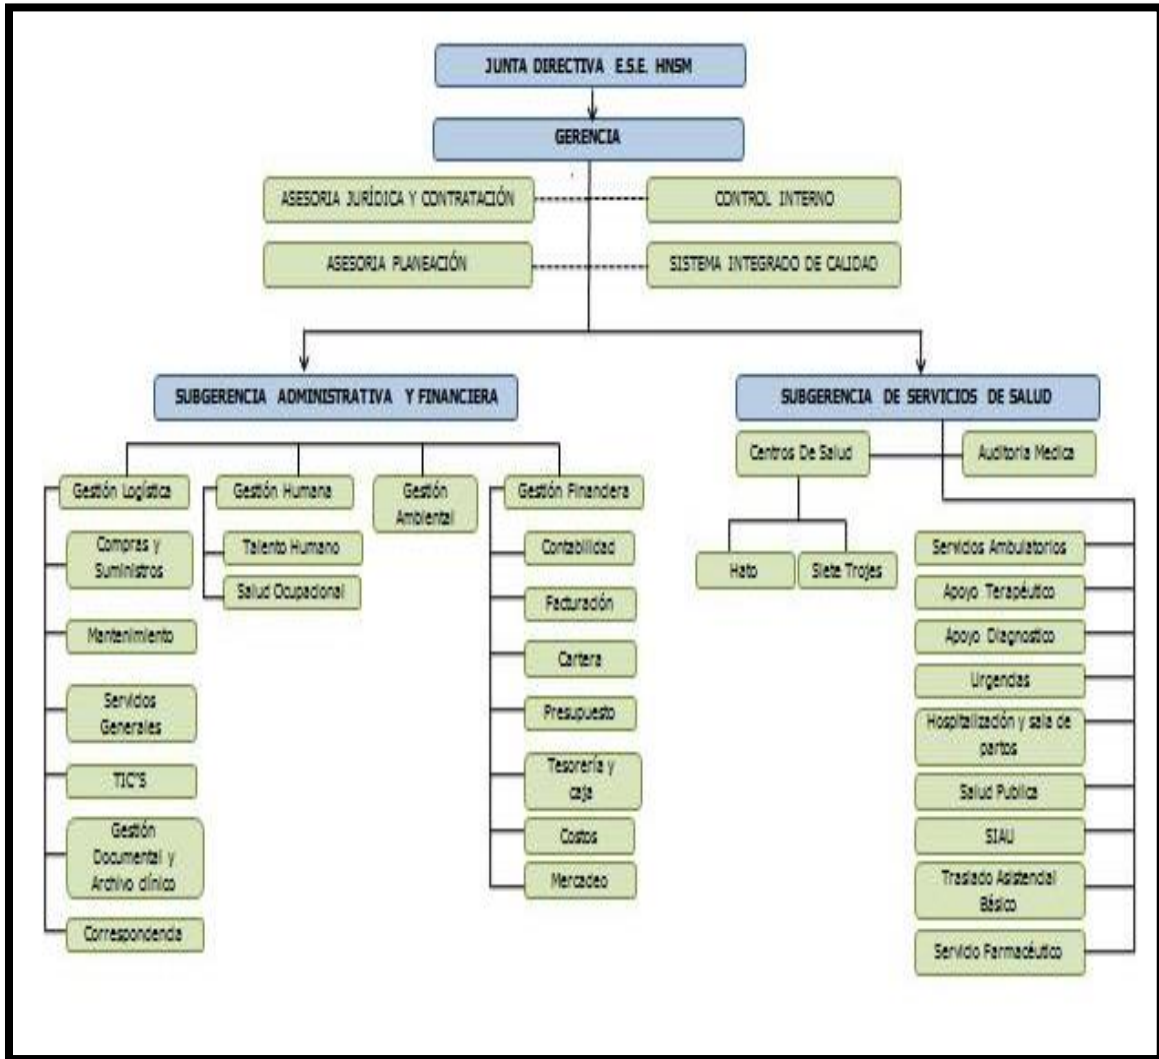 JUNTA DIRECTIVA E.S.E. HNSM
GERENCIA
ASESORIA JURÍDICA Y CONTRATACIÓN
CONTROL INTERNO
ASESORIA PLANEACIÓN
SISTEMA INTEGRADO DE CALIDAD
SUBGERENCIA ADMINISTRATIVA Y FINANCIERA
SUBGERENCIA DE SERVICIOS DE SALUD
Centros De Salud
Auditoria Medica
Hato
Siete Trojes
Gestión Logística
Compras y
Suministros
Mantenimiento
Servicios
Generales
TIC"S
Gestión
Documental y
Archivo clínico
Correspondencia
Gestión Humana
Talento Humano
Salud Ocupacional
Gestión
Ambiental
Gestión Financiera
Contabilidad
Facturación
Cartera
Presupuesto
Tesorería y
caja
Costos
Mercadeo
Servicios Ambulatorios
Apoyo Terapéutico
Apoyo Diagnostico
Urgencias
Hospitalización y sala de
partos
Salud Publica
SIAU
Traslado Asistencial
Básico
Servicio Farmacéutico